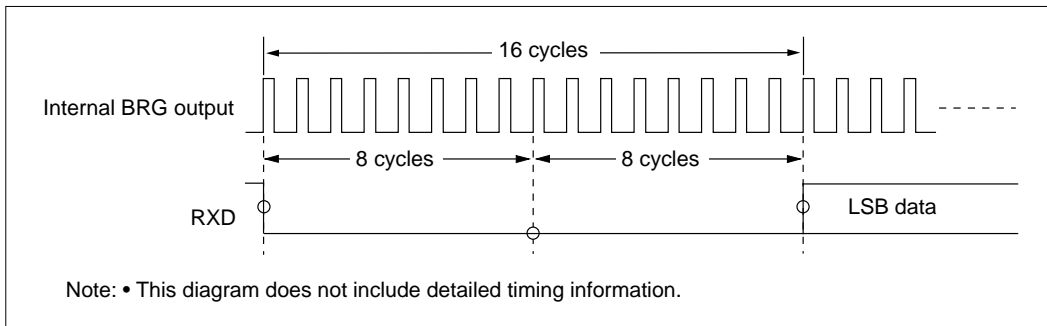 16 cycles
Internal BRG output
8 cycles 8 cycles
RXD LSB data
Note: • This diagram does not include detailed timing information.